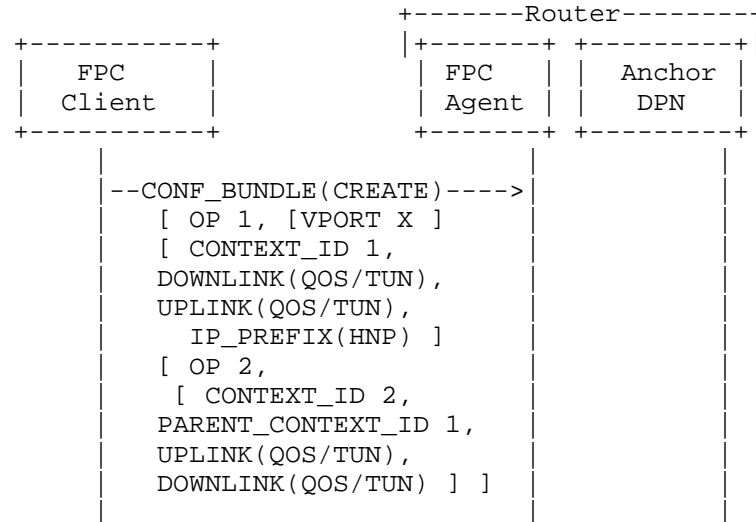 +-------Router--------
+-----------+            |+-------+ +---------+|
|    FPC    |             | FPC   | |  Anchor |
|   Client  |             | Agent | |   DPN   |
+-----------+             +-------+ +---------+
      |                          |           |
      |--CONF_BUNDLE(CREATE)---->|           |
      |   [ OP 1, [VPORT X ]     |           |
      |   [ CONTEXT_ID 1,        |           |
      |   DOWNLINK(QOS/TUN),     |           |
      |   UPLINK(QOS/TUN),       |           |
      |     IP_PREFIX(HNP) ]     |           |
      |   [ OP 2,                |           |
      |    [ CONTEXT_ID 2,       |           |
      |   PARENT_CONTEXT_ID 1,   |           |
      |   UPLINK(QOS/TUN),       |           |
      |   DOWNLINK(QOS/TUN) ] ]  |           |
      |                          |           |